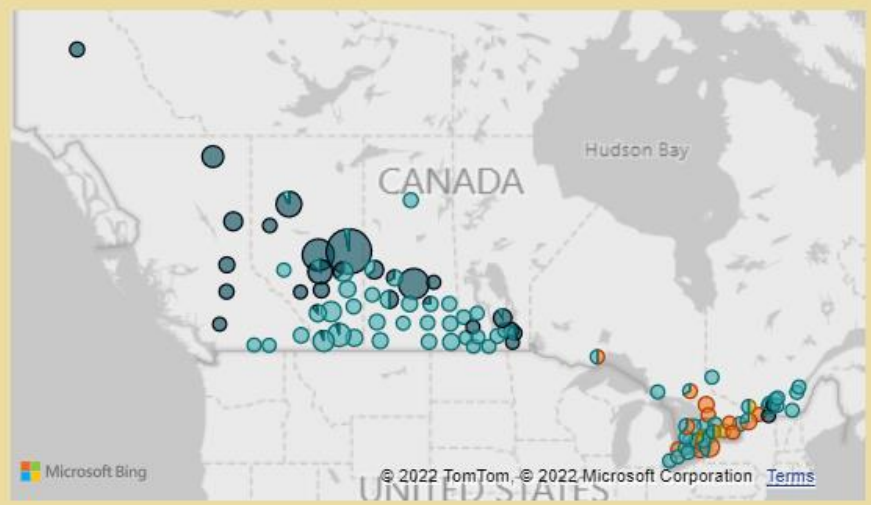 Hudson Bay
CANADA
Microsoft Bing
© 2022 TomTom, © 2022 Microsoft Corporation Terms
UNITED STATES